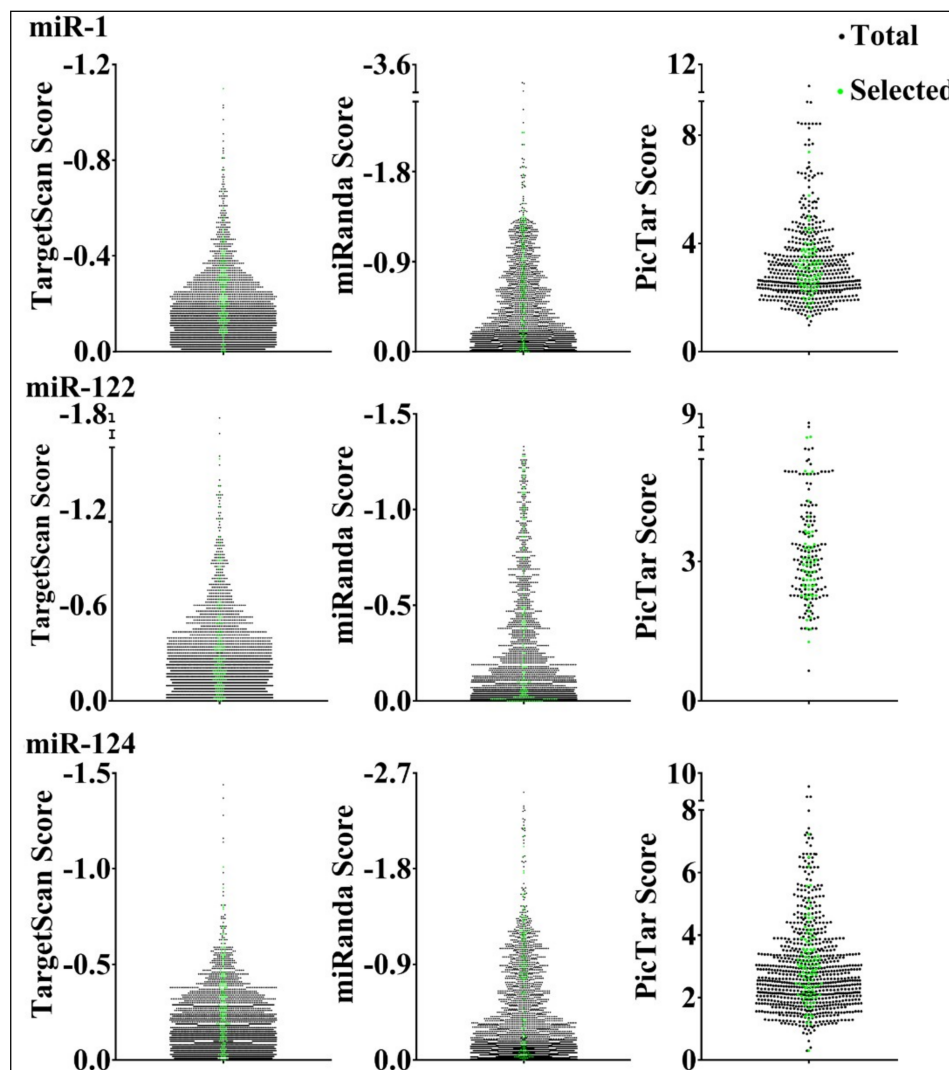 miR-1
• Total
• Selected
TargetScan Score
-1.2
-0.8
-0.4
0.0
miRanda Score
-3.6
-1.8
-0.9
0.0
PicTar Score
12
8
4
0
miR-122
TargetScan Score
-1.8
-1.2
-0.6
0.0
miRanda Score
-1.5
-1.0
-0.5
0.0
PicTar Score
9
3
0
miR-124
TargetScan Score
-1.5
-1.0
-0.5
0.0
miRanda Score
-2.7
-1.8
-0.9
0.0
PicTar Score
10
8
6
4
2
0